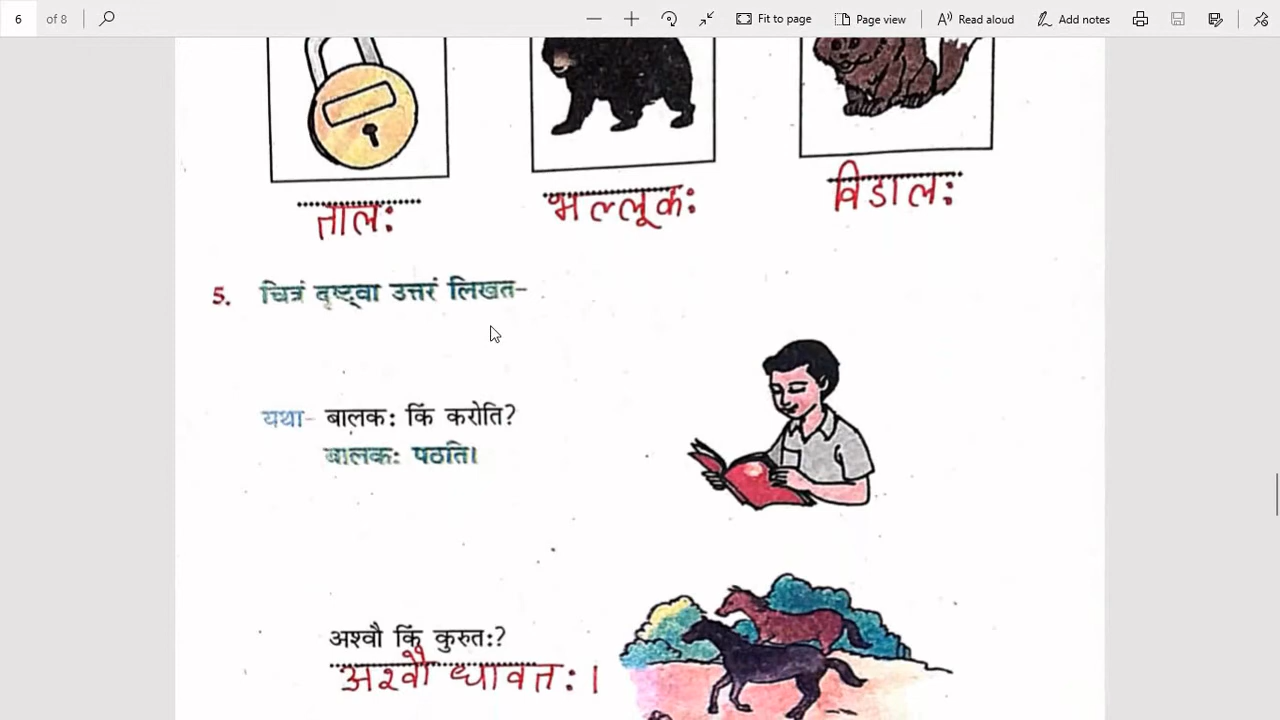 6 of 8 Fit to page Page view Read aloud Add notes
तालः भल्लूकः विडालः
5. चित्रं दृष्ट्वा उत्तरं लिखत-
यथा- बालकः किं करोति?
बालकः पठति।
अश्वौ किं कुरुतः?
अश्वौ धावतः।